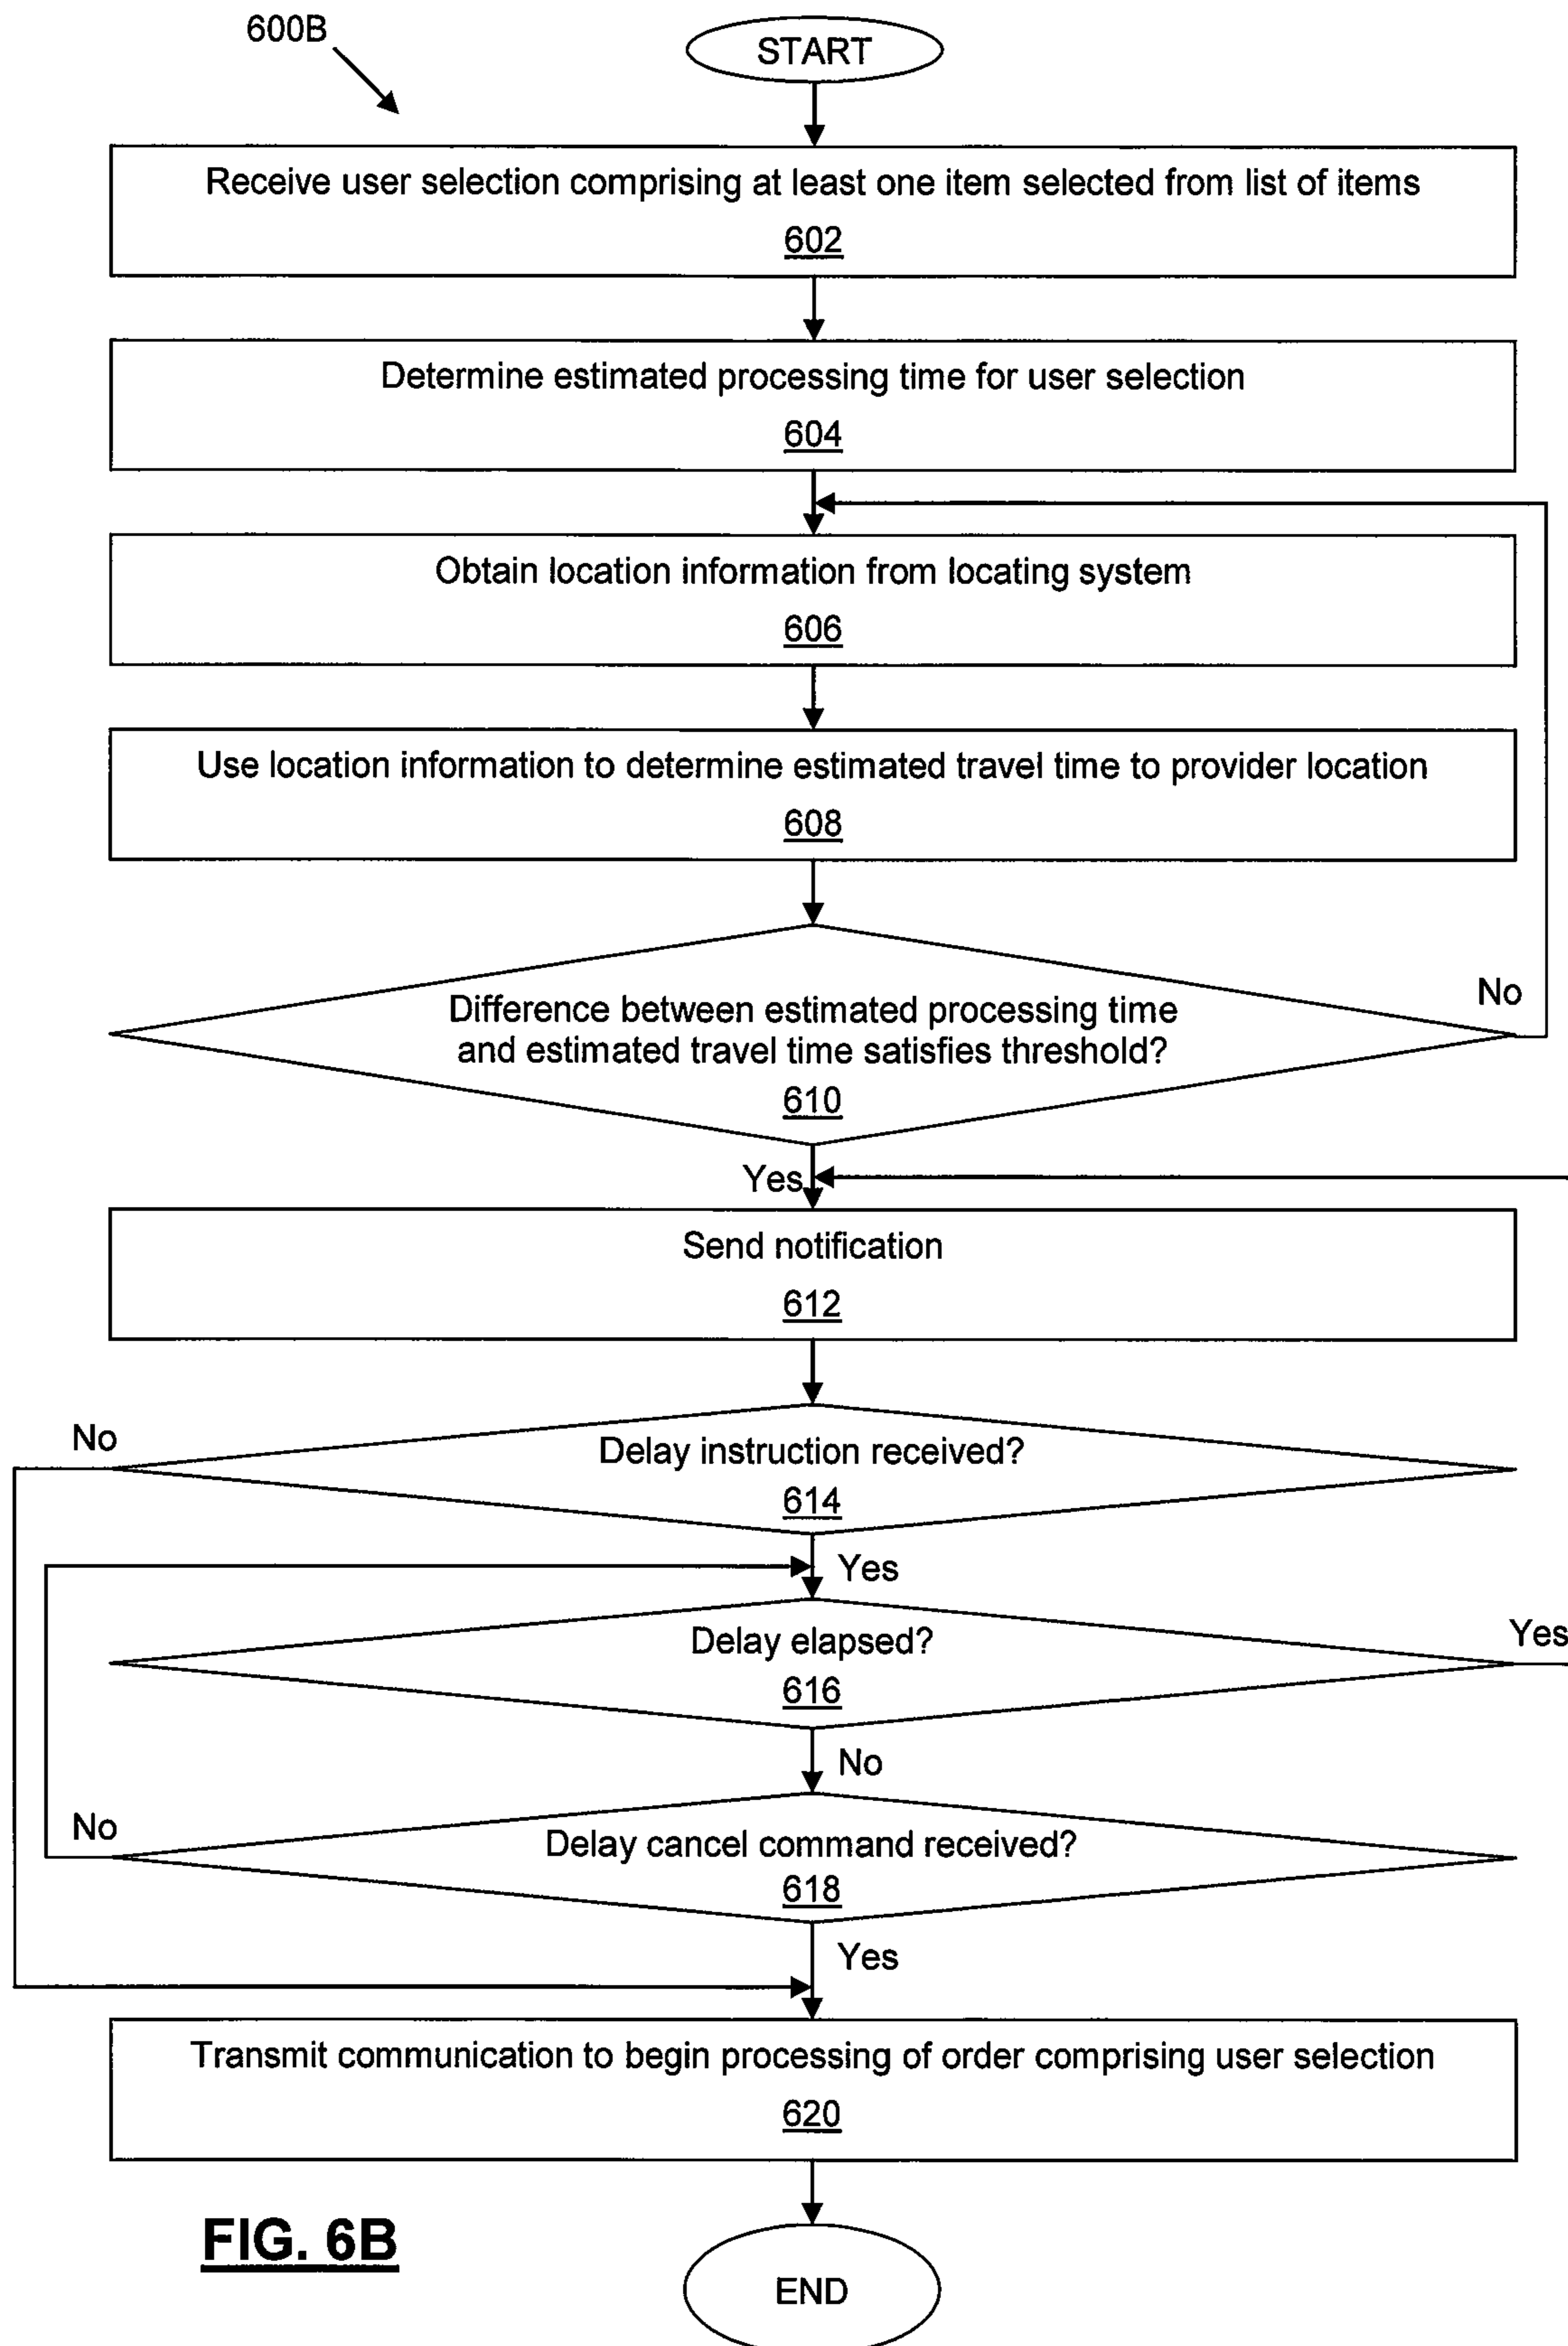 600B
START
Receive user selection comprising at least one item selected from list of items
602
Determine estimated processing time for user selection
604
Obtain location information from locating system
606
Use location information to determine estimated travel time to provider location
608
Difference between estimated processing time
and estimated travel time satisfies threshold?
610
No
Yes
Send notification
612
No
Delay instruction received?
614
Yes
Delay elapsed?
616
Yes
No
No
Delay cancel command received?
618
Yes
Transmit communication to begin processing of order comprising user selection
620
FIG. 6B
END